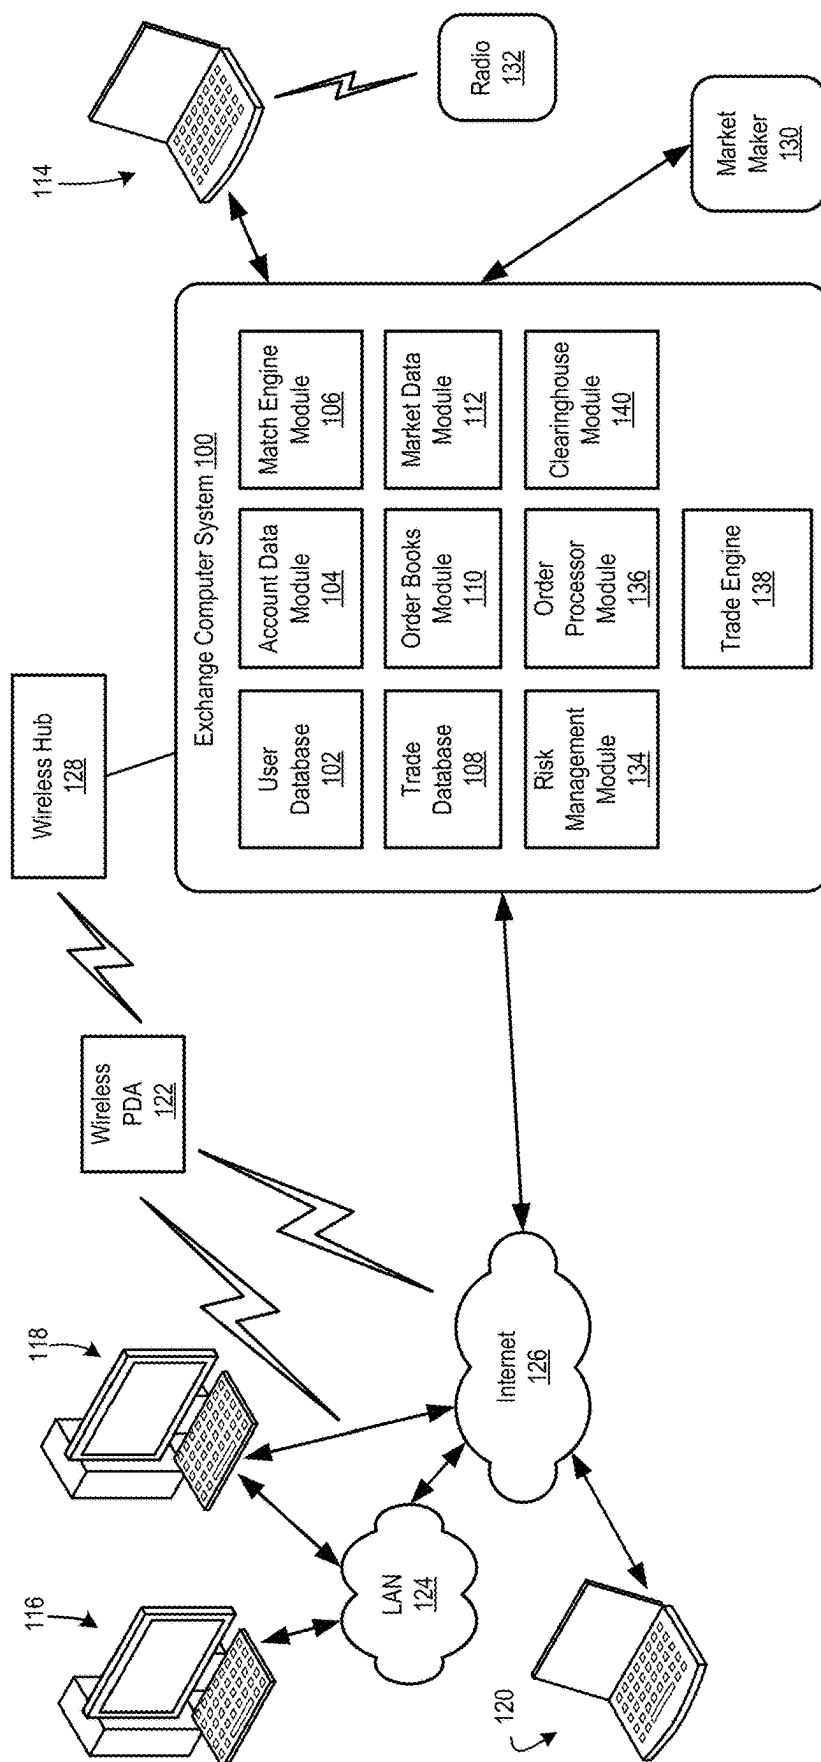 114
Radio
132
Market
Maker
130
Exchange Computer System 100
User
Database
102
Account Data
Module
104
Match Engine
Module
106
Trade
Database
108
Order Books
Module
110
Market Data
Module
112
Risk
Management
Module
134
Order
Processor
Module
136
Clearinghouse
Module
140
Trade Engine
138
Wireless Hub
128
Wireless
PDA
122
118
116
Internet
126
LAN
124
120